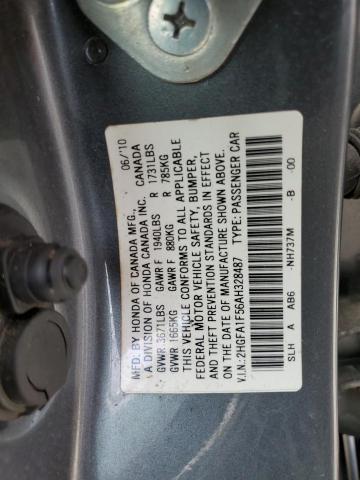 MFD. BY HONDA OF CANADA MFG. 06/'10
A DIVISION OF HONDA CANADA INC. CANADA
GVWR 3671LBS GAWR F 1940LBS R 1731LBS
GVWR 1665KG GAWR F 880KG R 785KG
THIS VEHICLE CONFORMS TO ALL APPLICABLE
FEDERAL MOTOR VEHICLE SAFETY, BUMPER,
AND THEFT PREVENTION STANDARDS IN EFFECT
ON THE DATE OF MANUFACTURE SHOWN ABOVE.
V.I.N.: 2HGFA1F56AH328487 TYPE: PASSENGER CAR
SLH A AB6 -NH737M -B -00